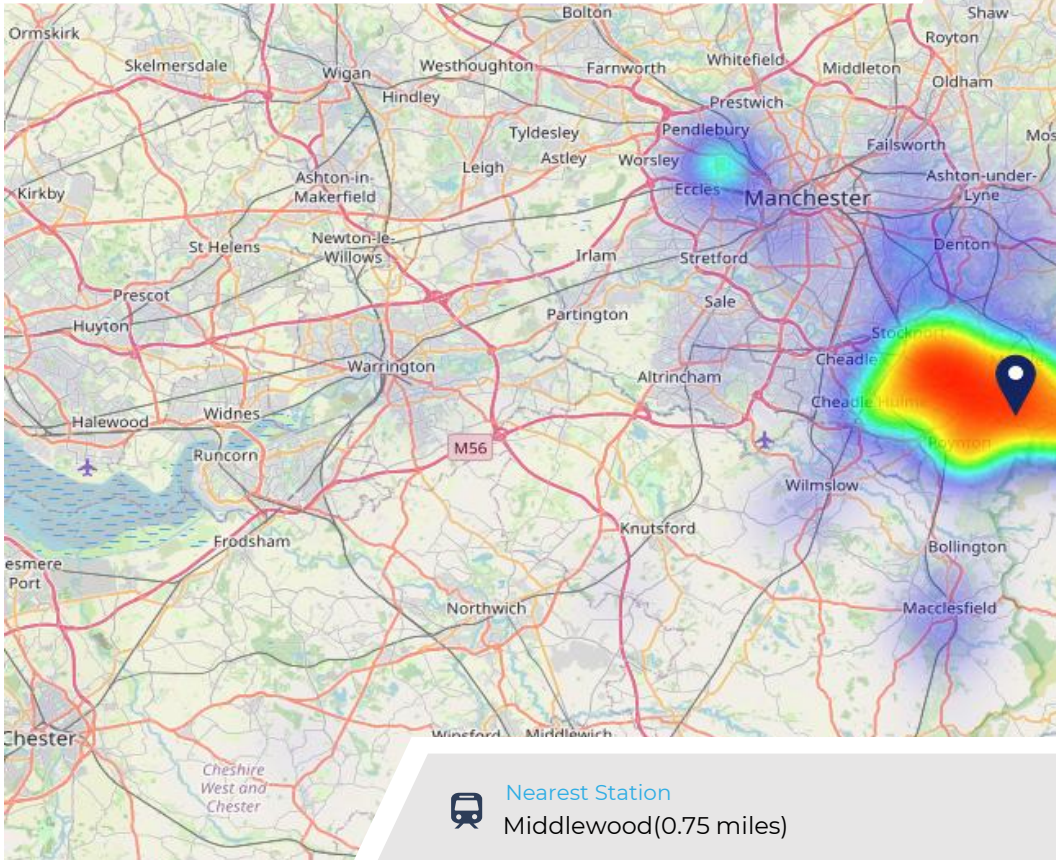 Ormskirk
Bolton
Shaw
Royton
Skelmersdale
Wigan
Westhoughton
Farnworth
Whitefield
Middleton
Oldham
Hindley
Prestwich
Tyldesley
Pendlebury
Mos
Leigh
Astley
Worsley
Failsworth
Kirkby
Ashton-in-
Makerfield
Eccles
Manchester
Ashton-under-
Lyne
St Helens
Newton-le-
Willows
Irlam
Stretford
Denton
Prescot
Huyton
Partington
Sale
Stockport
Warrington
Altrincham
Cheadle
Cheadle Hulme
Halewood
Widnes
Runcorn
M56
Poynton
Wilmslow
Knutsford
Frodsham
Bollington
esmere
Port
Northwich
Macclesfield
Chester
Winsford
Middlewich
Cheshire
West and
Chester
Nearest Station
Middlewood(0.75 miles)